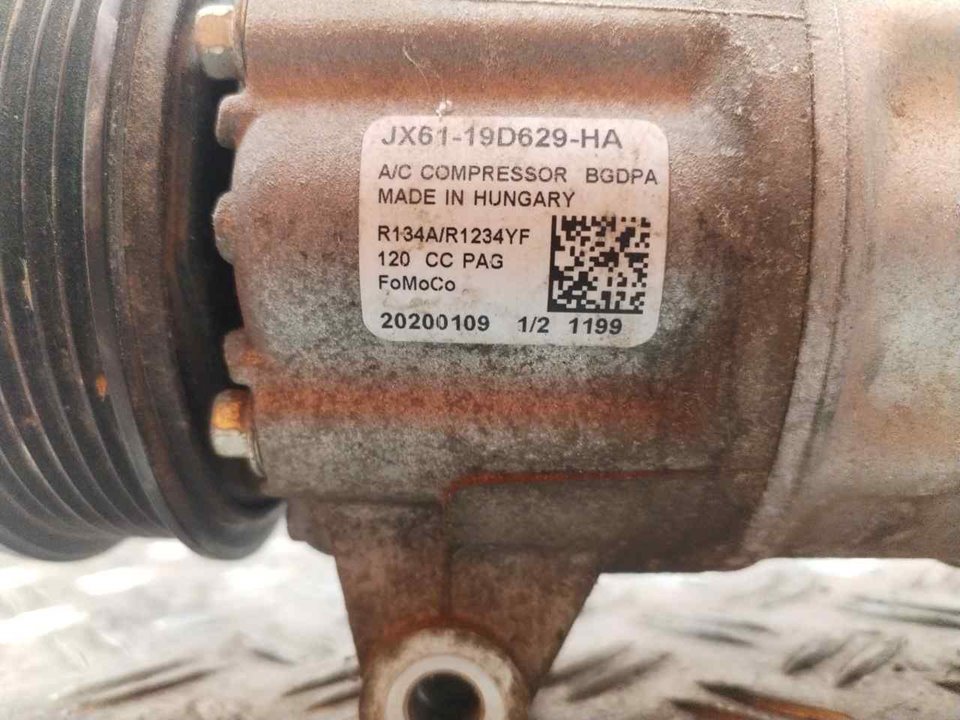 JX61-19D629-HA
A/C COMPRESSOR BGDPA
MADE IN HUNGARY
R134A/R1234YF
120 CC PAG
FoMoCo
20200109 1/2 1199